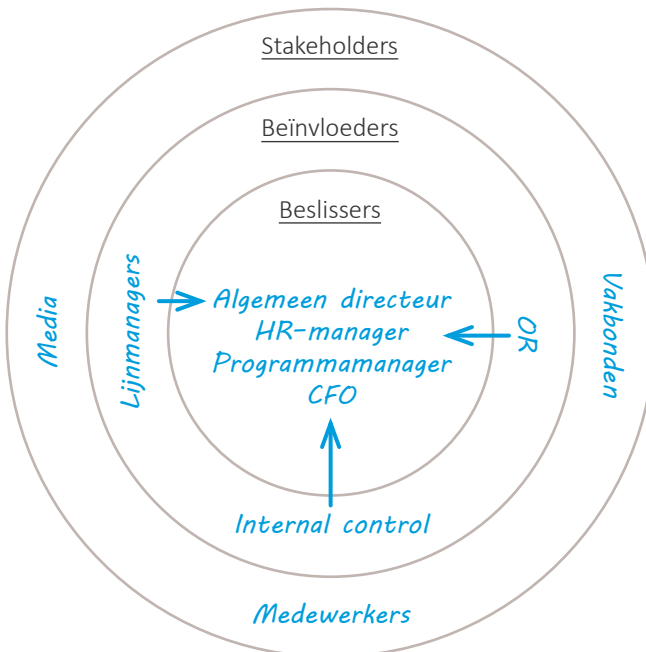 Stakeholders
Beïnvloeders
Beslissers
Media
Lijnmanagers
Algemeen directeur
HR-manager
Programmamanager
CFO
OR
Vakbonden
Internal control
Medewerkers